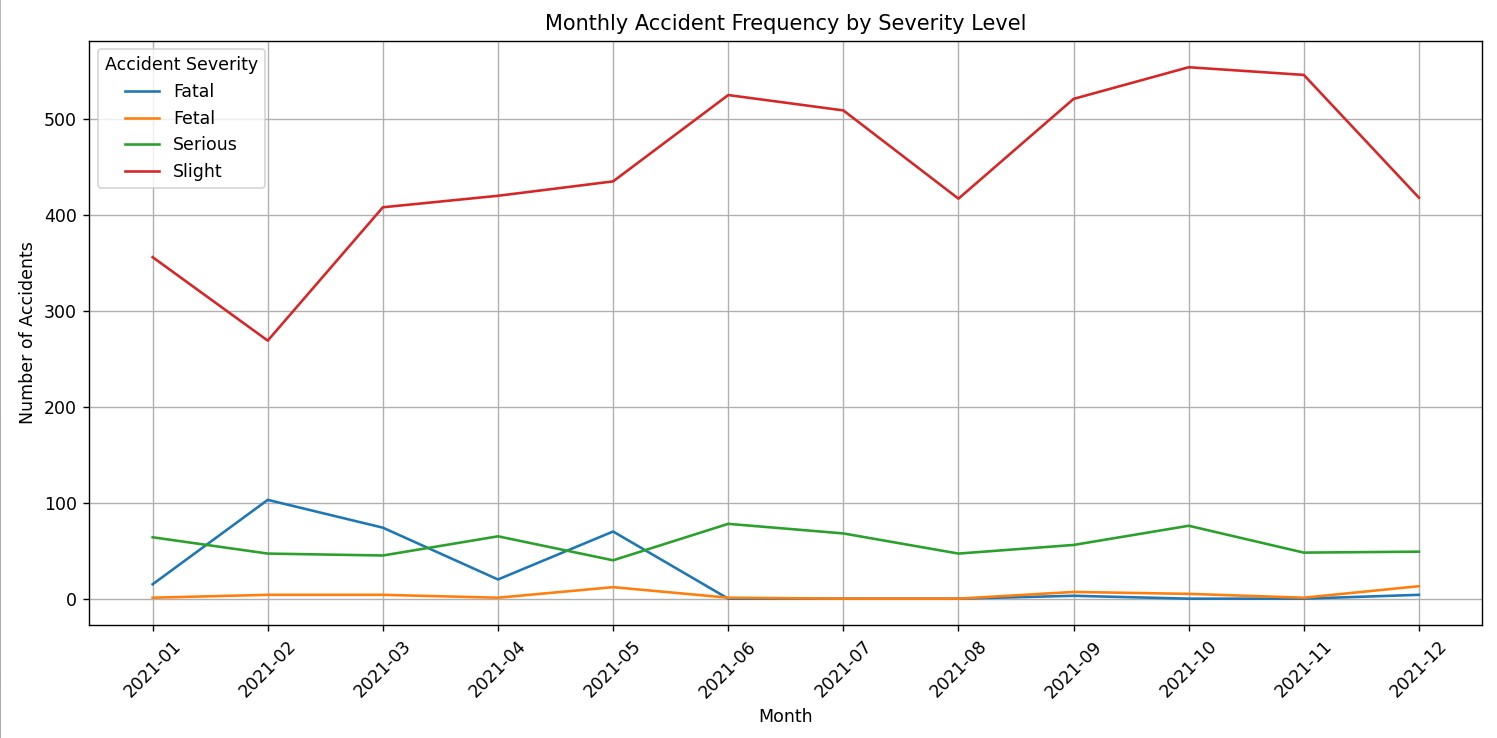 Monthly Accident Frequency by Severity Level
Accident Severity
Fatal
Fetal
Serious
Slight
Number of Accidents
500
400
300
200
100
0
2021-01
2021-02
2021-03
2021-04
2021-05
2021-06
2021-07
2021-08
2021-09
2021-10
2021-11
2021-12
Month